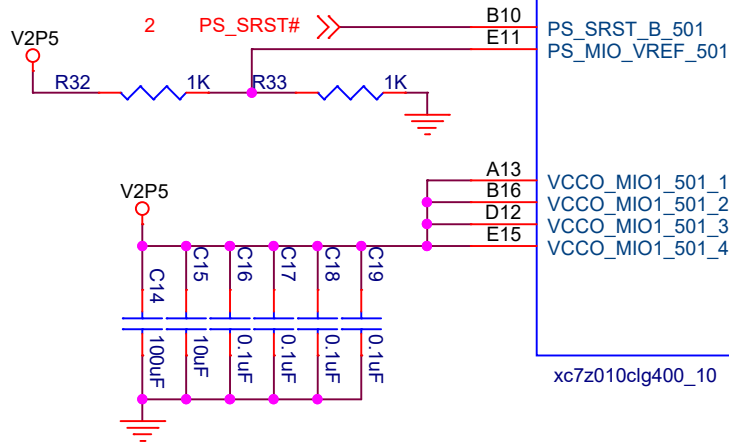 2 PS_SRST# B10 PS_SRST_B_501
V2P5 E11 PS_MIO_VREF_501
R32 1K R33 1K
A13 VCCO_MIO1_501_1
V2P5 B16 VCCO_MIO1_501_2
D12 VCCO_MIO1_501_3
E15 VCCO_MIO1_501_4
C14 C15 C16 C17 C18 C19
100uF 10uF 0.1uF 0.1uF 0.1uF 0.1uF
xc7z010clg400_10